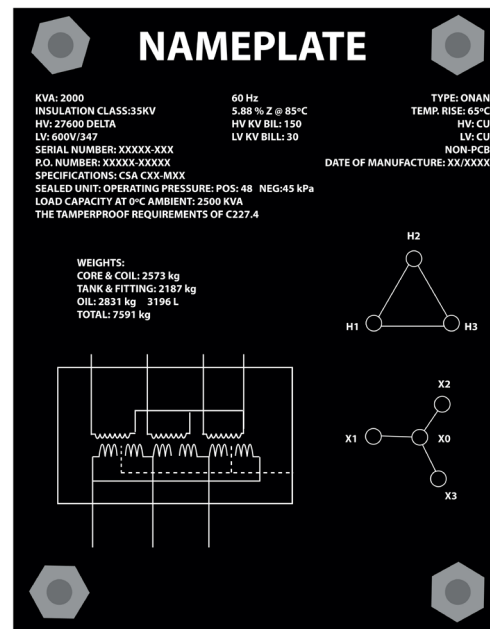 NAMEPLATE
KVA: 2000 60 Hz TYPE: ONAN
INSULATION CLASS:35KV 5.88 % Z @ 85ºC TEMP. RISE: 65ºC
HV: 27600 DELTA HV KV BIL: 150 HV: CU
LV: 600V/347 LV KV BILL: 30 LV: CU
SERIAL NUMBER: XXXXX-XXX NON-PCB
P.O. NUMBER: XXXXX-XXXXX DATE OF MANUFACTURE: XX/XXXX
SPECIFICATIONS: CSA CXX-MXX
SEALED UNIT: OPERATING PRESSURE: POS: 48 NEG:45 kPa
LOAD CAPACITY AT 0ºC AMBIENT: 2500 KVA
THE TAMPERPROOF REQUIREMENTS OF C227.4
WEIGHTS:
CORE & COIL: 2573 kg
TANK & FITTING: 2187 kg
OIL: 2831 kg 3196 L
TOTAL: 7591 kg
H2
H1 H3
X2
X1 X0
X3